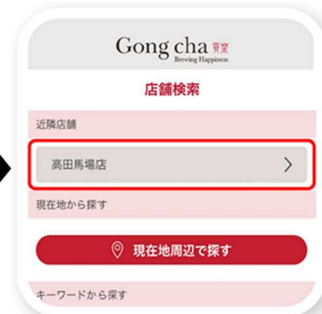 Gong cha 貢茶
Brewing Happiness
店舗検索
近隣店舗
高田馬場店
現在地から探す
現在地周辺で探す
キーワードから探す